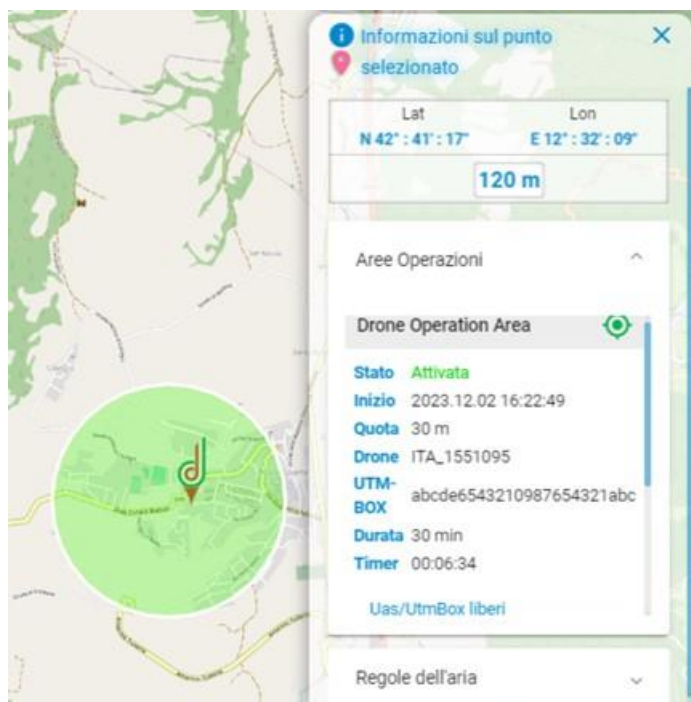 Informazioni sul punto
selezionato
Lat Lon
N 42° : 41' : 17" E 12° : 32' : 09"
120 m
Aree Operazioni
Drone Operation Area
Stato Attivata
Inizio 2023.12.02 16:22:49
Quota 30 m
Drone ITA_1551095
UTM-
BOX abcde6543210987654321abc
Durata 30 min
Timer 00:06:34
Uas/UtmBox liberi
Regole dell'aria